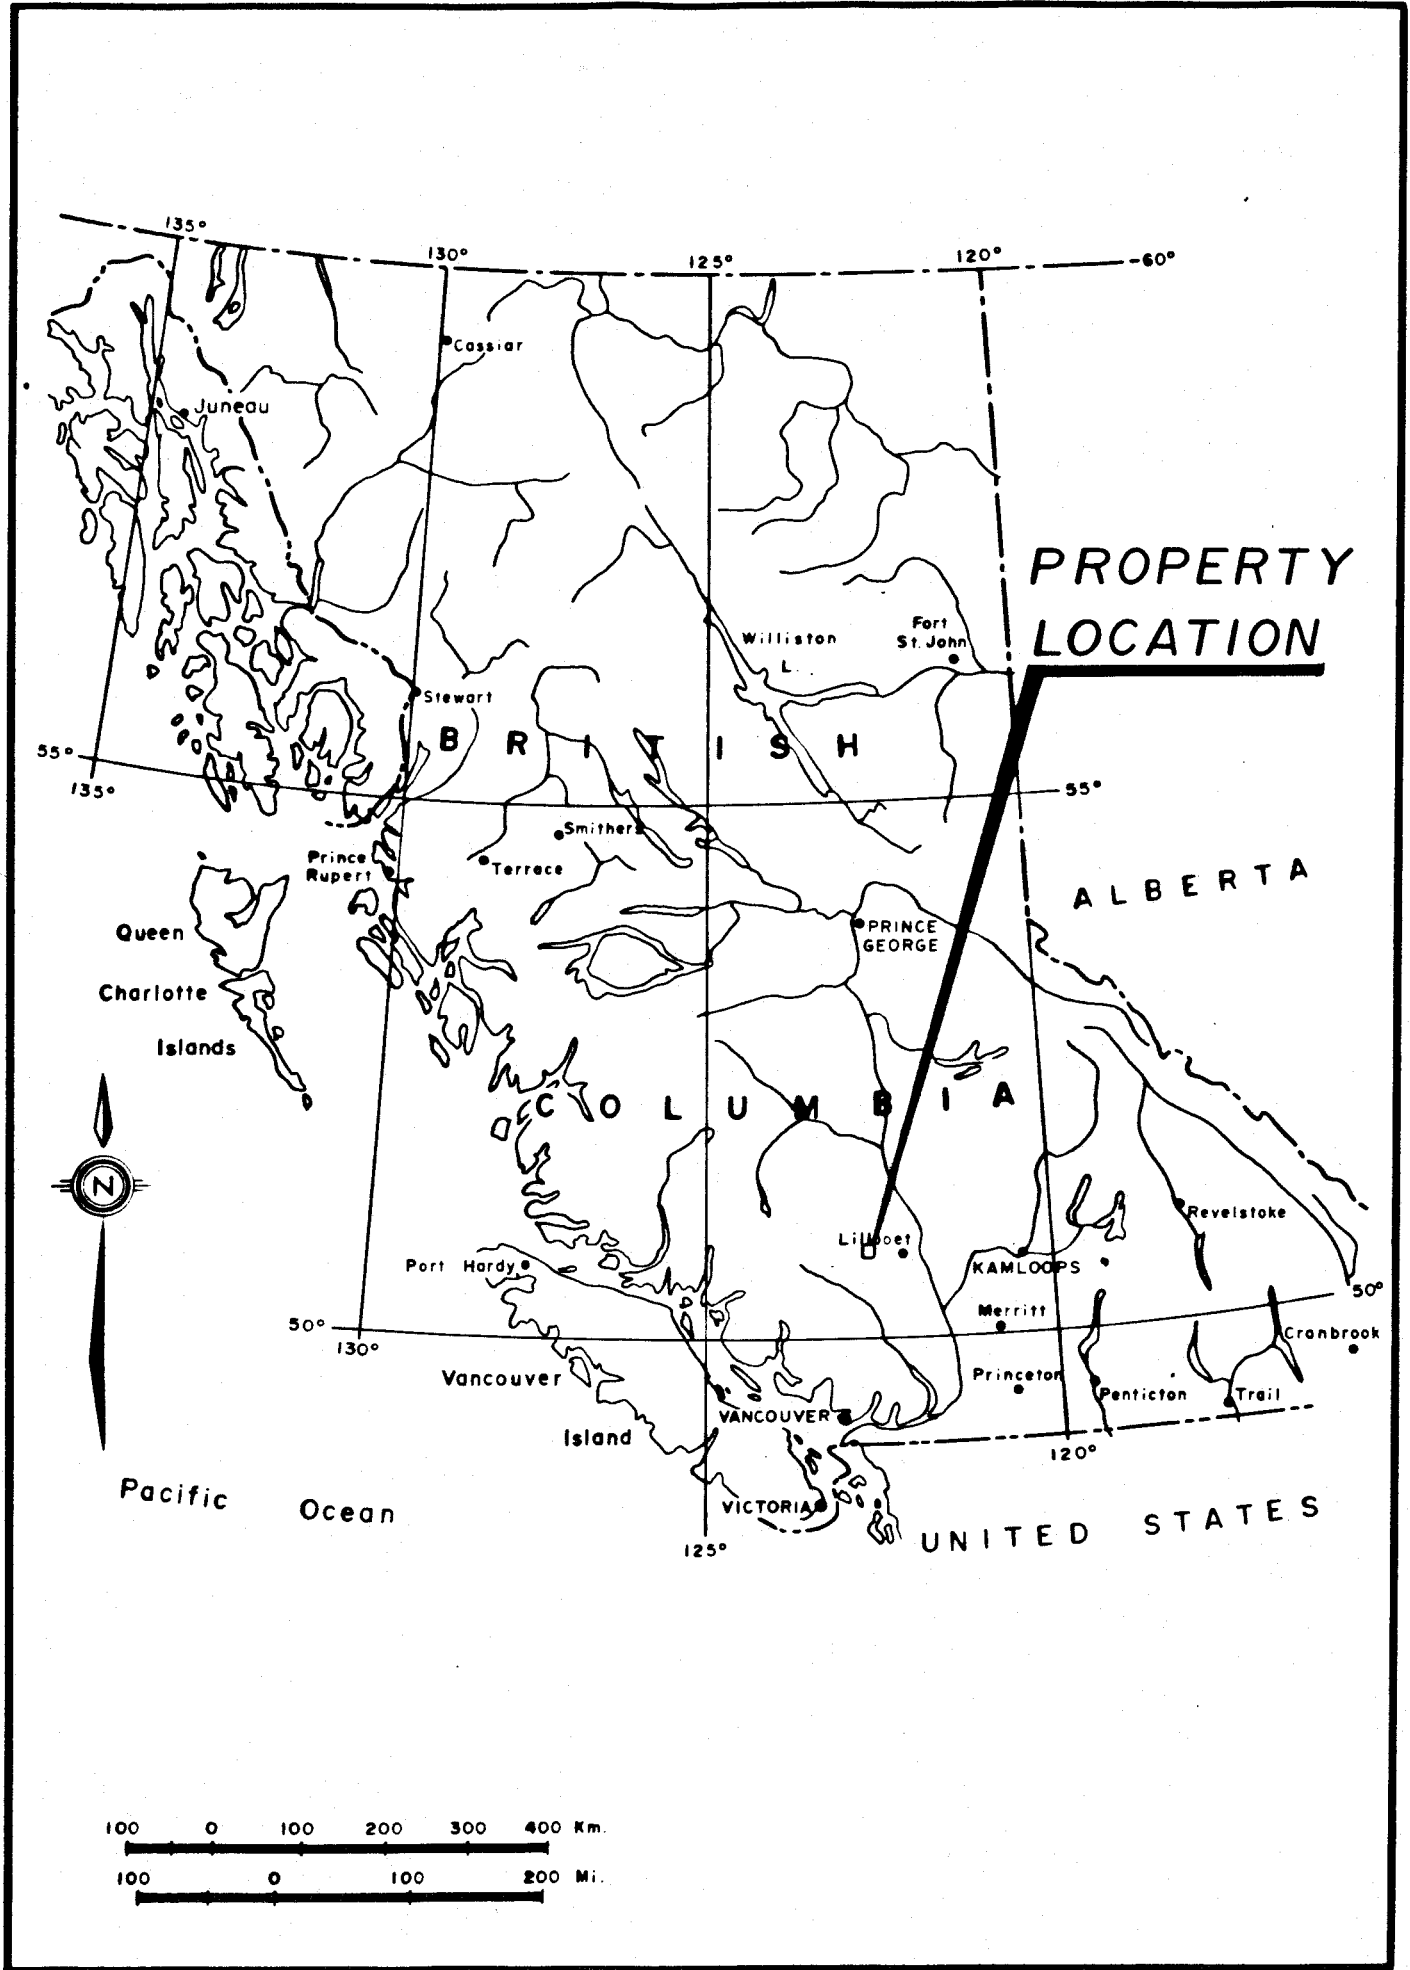 135°
130°
125°
120°
60°
Cassiar
Juneau
PROPERTY
LOCATION
Williston
L.
Fort
St. John
Stewart
BRITISH
55°
135°
55°
Smithers
Terrace
Prince
Rupert
ALBERTA
PRINCE
GEORGE
Queen
Charlotte
Islands
COLUMBIA
N
Revelstoke
Port Hardy
KAMLOOPS
50°
Merritt
50°
130°
Cranbrook
Vancouver
Island
Princeton
Penticton
Trail
VANCOUVER
120°
Pacific Ocean
VICTORIA
125°
UNITED STATES
100 0 100 200 300 400 Km.
100 0 100 200 Mi.